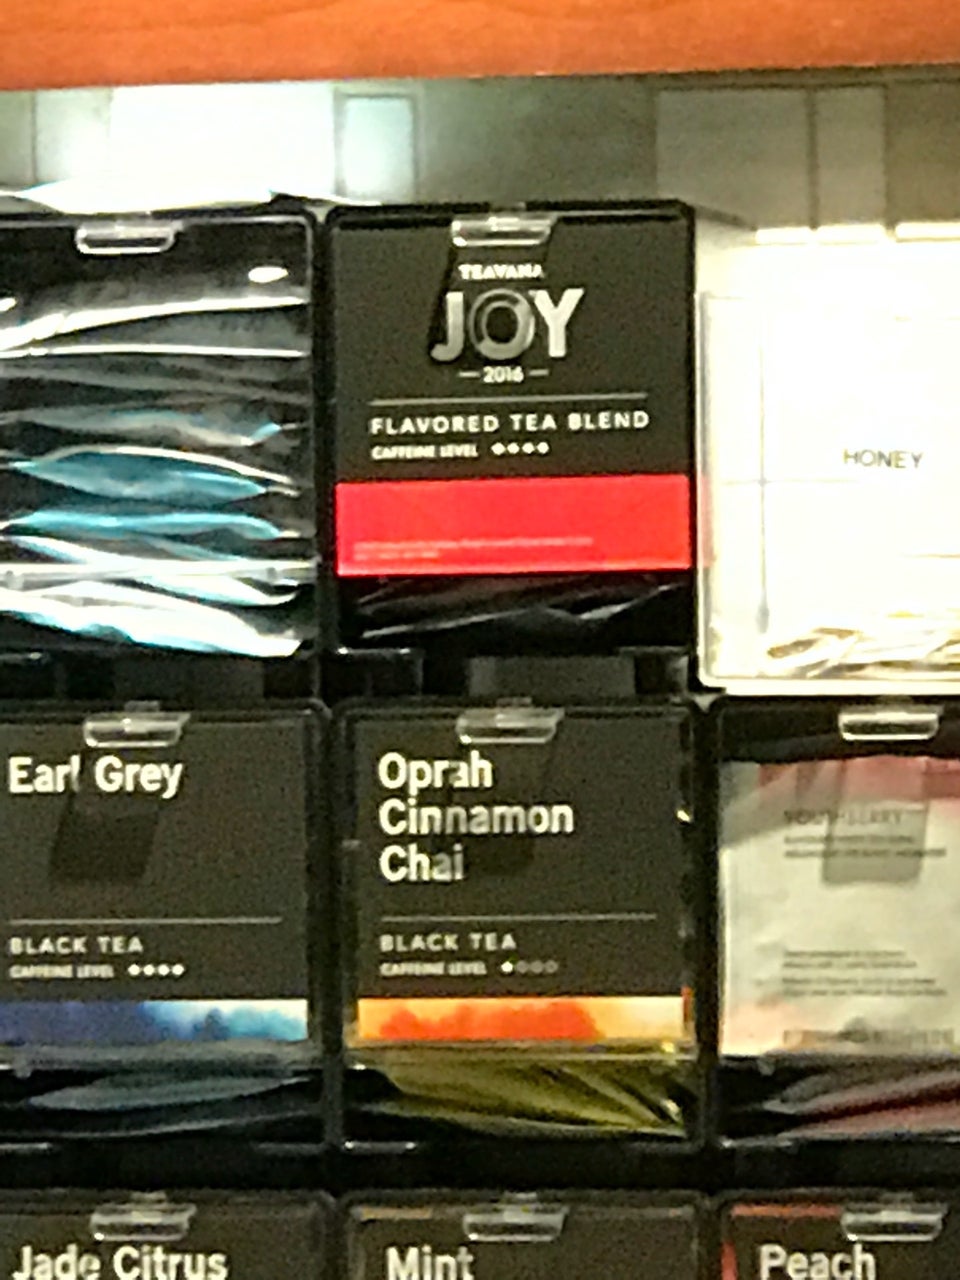 TEAVANA
JOY
2016
FLAVORED TEA BLEND
CAFFEINE LEVEL
HONEY
Earl Grey
BLACK TEA
CAFFEINE LEVEL
Oprah
Cinnamon
Chai
BLACK TEA
CAFFEINE LEVEL
Jade Citrus
Mint
Peach